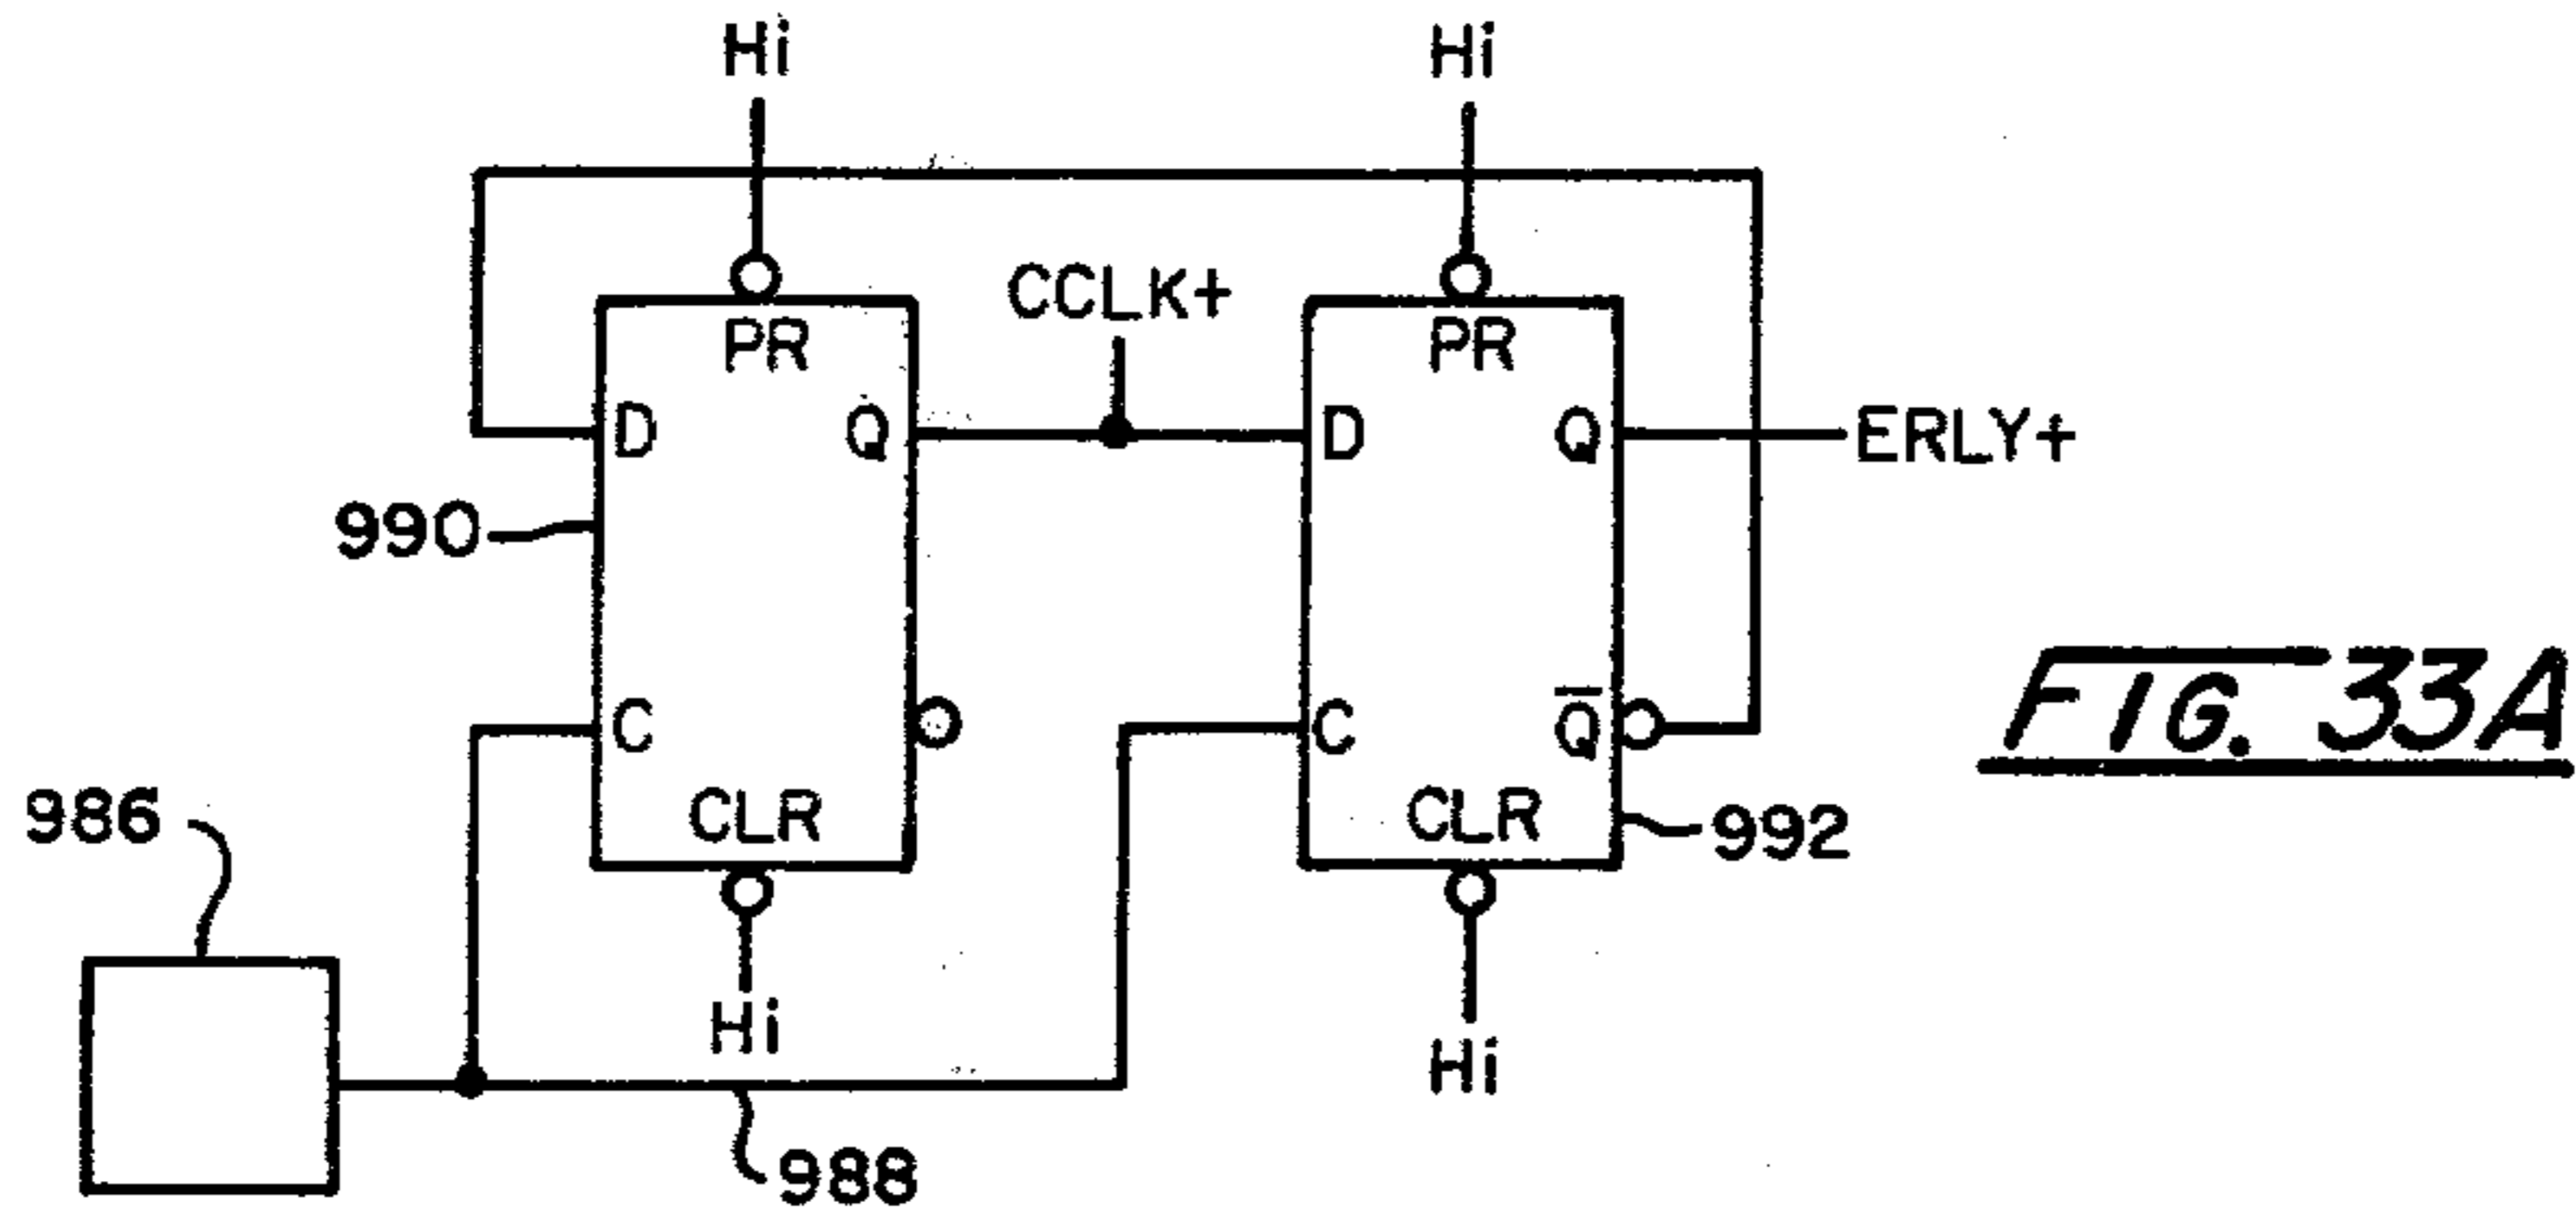 Hi Hi
CCLK+
PR PR
D Q D Q ERLY+
990
C C Q̅
CLR CLR
986 992
FIG. 33A
Hi Hi
988